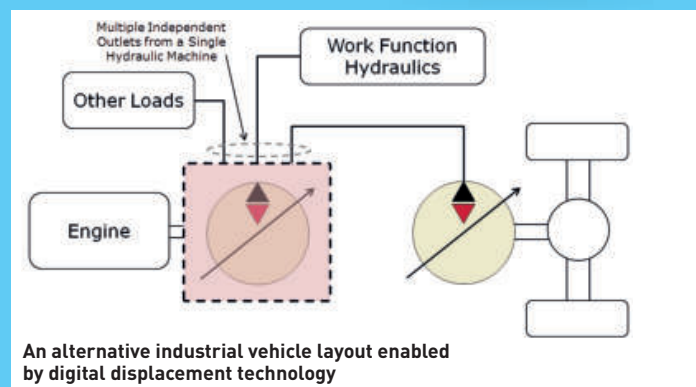 Multiple Independent
Outlets from a Single
Hydraulic Machine
Work Function
Hydraulics
Other Loads
Engine
An alternative industrial vehicle layout enabled
by digital displacement technology